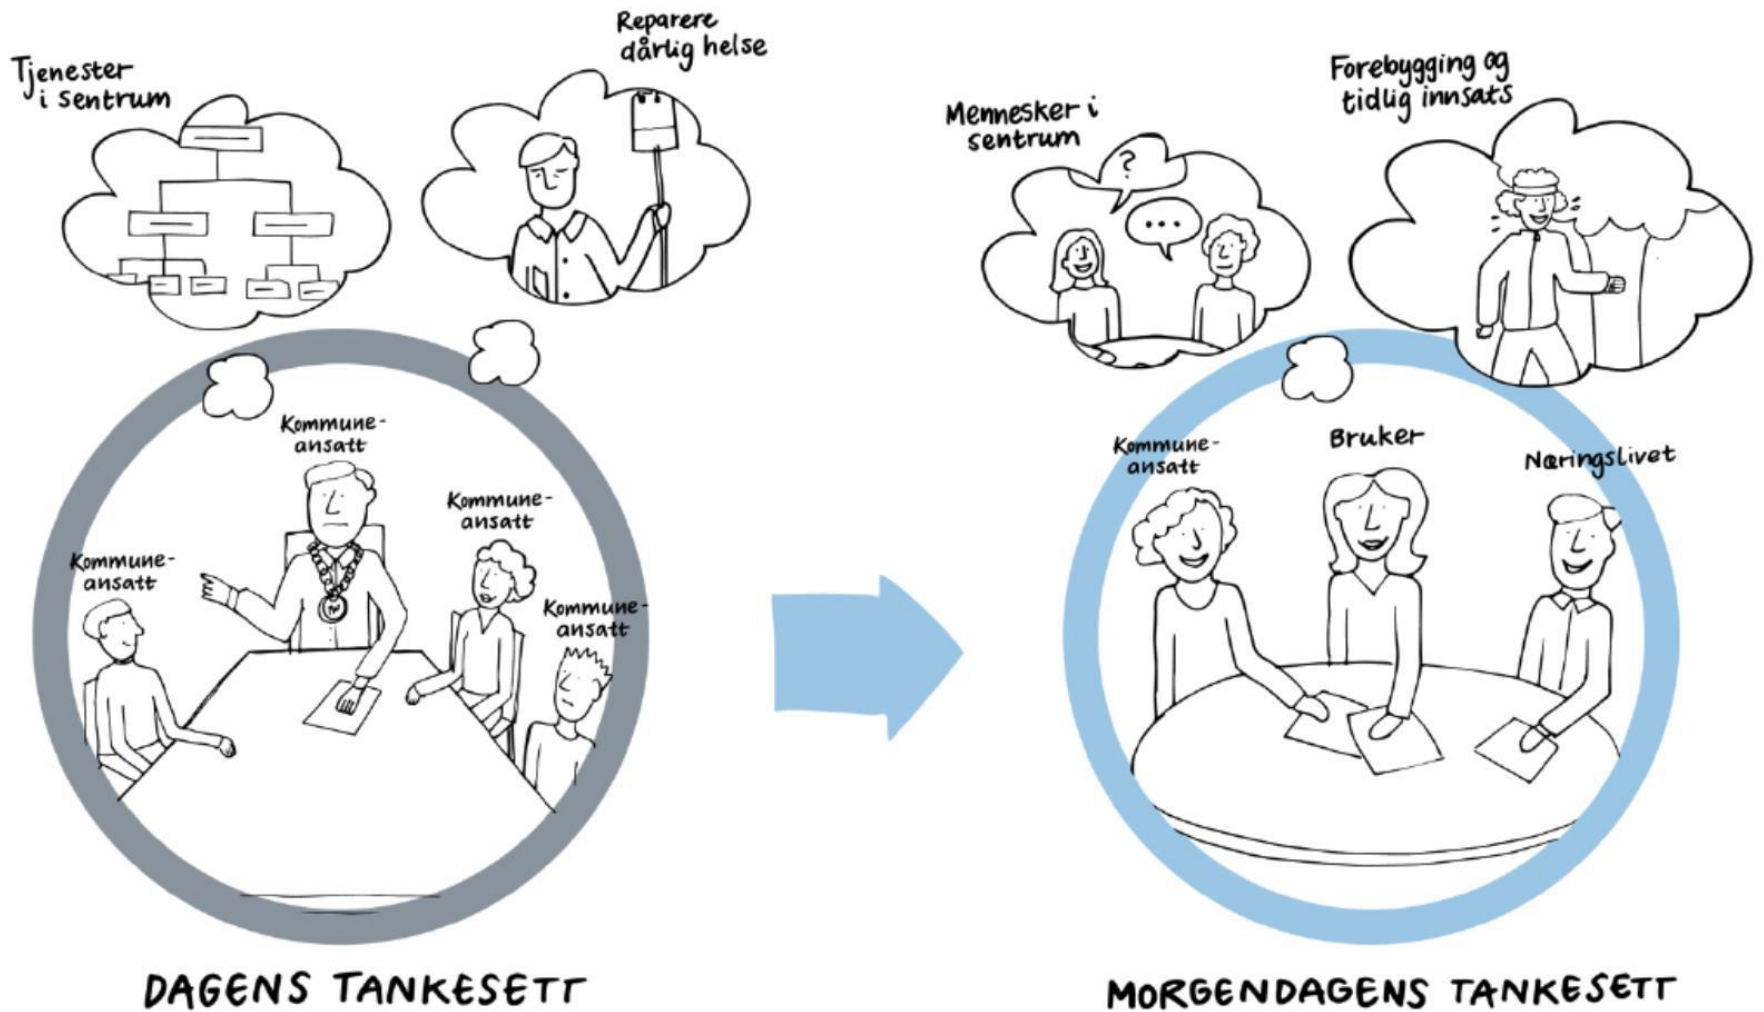 Tjenester
i sentrum
Reparere
dårlig helse
Kommune-
ansatt
Kommune-
ansatt
Kommune-
ansatt
Kommune-
ansatt
DAGENS TANKESETT
Mennesker i
sentrum
?
...
Forebygging og
tidlig innsats
Kommune-
ansatt
Bruker
Næringslivet
MORGENDAGENS TANKESETT